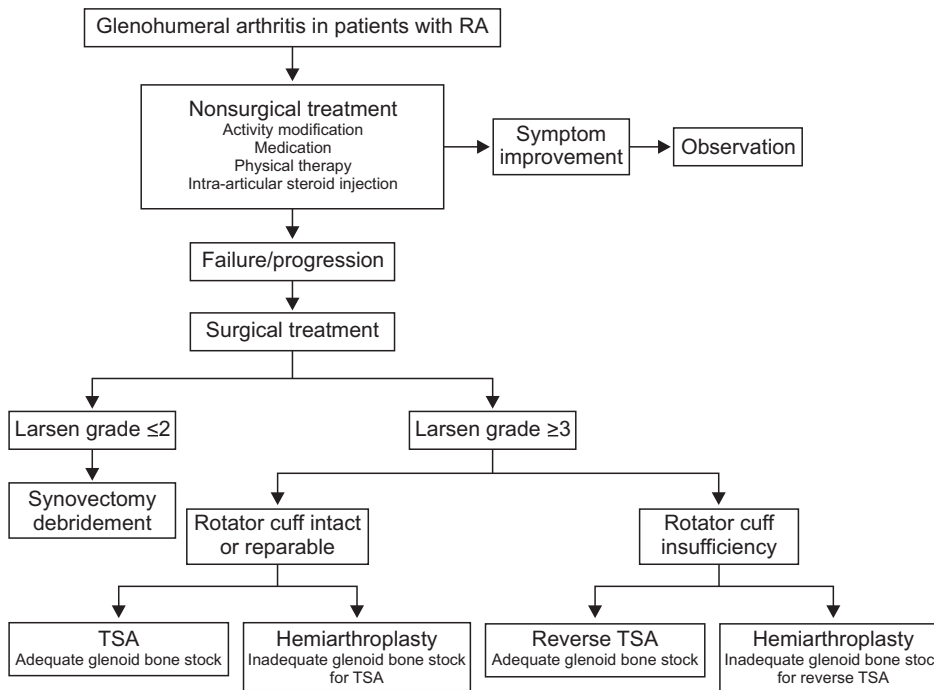 Glenohumeral arthritis in patients with RA
Nonsurgical treatment
Activity modification
Medication
Physical therapy
Intra-articular steroid injection
Symptom
improvement
Observation
Failure/progression
Surgical treatment
Larsen grade ≤2
Larsen grade ≥3
Synovectomy
debridement
Rotator cuff intact
or reparable
Rotator cuff
insufficiency
TSA
Adequate glenoid bone stock
Hemiarthroplasty
Inadequate glenoid bone stock
for TSA
Reverse TSA
Adequate glenoid bone stock
Hemiarthroplasty
Inadequate glenoid bone stock
for reverse TSA